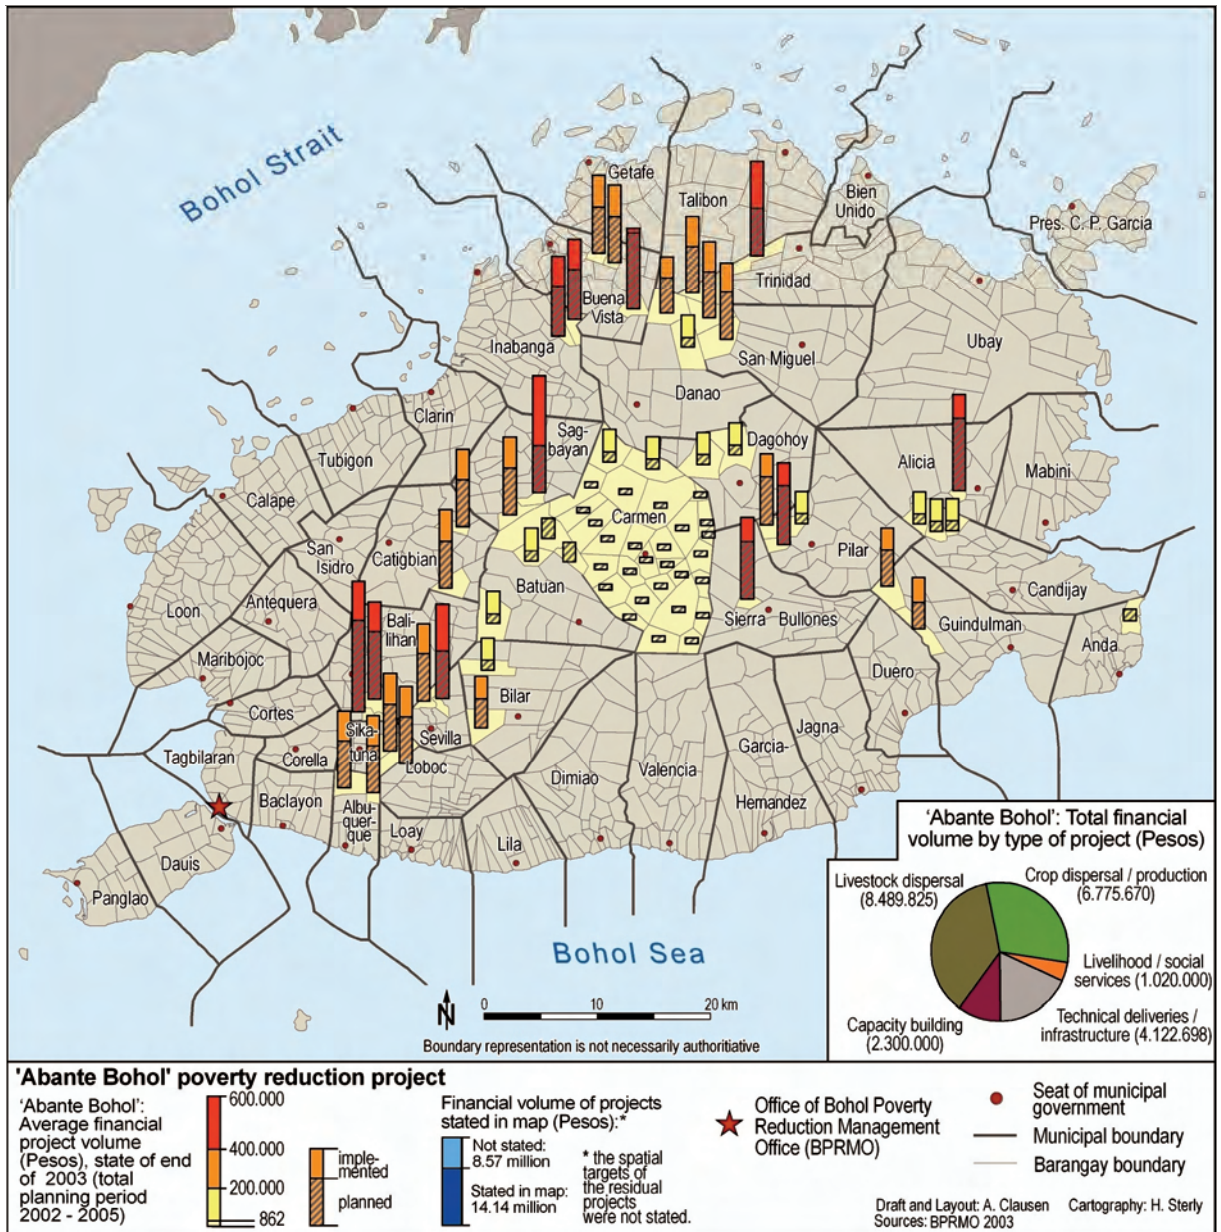 Bohol Strait
Getafe
Talibon
Bien
Unido
Pres. C. P. Garcia
Trinidad
Buena
Vista
Inabanga
San Miguel
Ubay
Danao
Clarin
Sag-
bayan
Dagohoy
Tubigon
Alicia
Mabini
Calape
Carmen
San
Isidro
Catigbian
Pilar
Batuan
Candijay
Loon
Antequera
Bali-
lihan
Sierra Bullones
Guindulman
Maribojoc
Anda
Duero
Bilar
Cortes
Sika-
tuna
Sevilla
Jagna
Tagbilaran
Corella
Loboc
Garcia-
Hernandez
Dimiao
Valencia
Baclayon
Albu-
quer-
que
Loay
Lila
Dauis
Panglao
Bohol Sea
N
0 10 20 km
Boundary representation is not necessarily authoritiative
'Abante Bohol': Total financial
volume by type of project (Pesos)
Livestock dispersal
(8.489.825)
Crop dispersal / production
(6.775.670)
Livelihood / social
services (1.020.000)
Technical deliveries /
infrastructure (4.122.698)
Capacity building
(2.300.000)
'Abante Bohol' poverty reduction project
'Abante Bohol':
Average financial
project volume
(Pesos), state of end
of 2003 (total
planning period
2002 - 2005)
600.000
400.000
200.000
862
imple-
mented
planned
Financial volume of projects
stated in map (Pesos):*
Not stated:
8.57 million
Stated in map:
14.14 million
* the spatial
targets of
the residual
projects
were not stated.
Office of Bohol Poverty
Reduction Management
Office (BPRMO)
Seat of municipal
government
Municipal boundary
Barangay boundary
Draft and Layout: A. Clausen Cartography: H. Sterly
Sources: BPRMO 2003